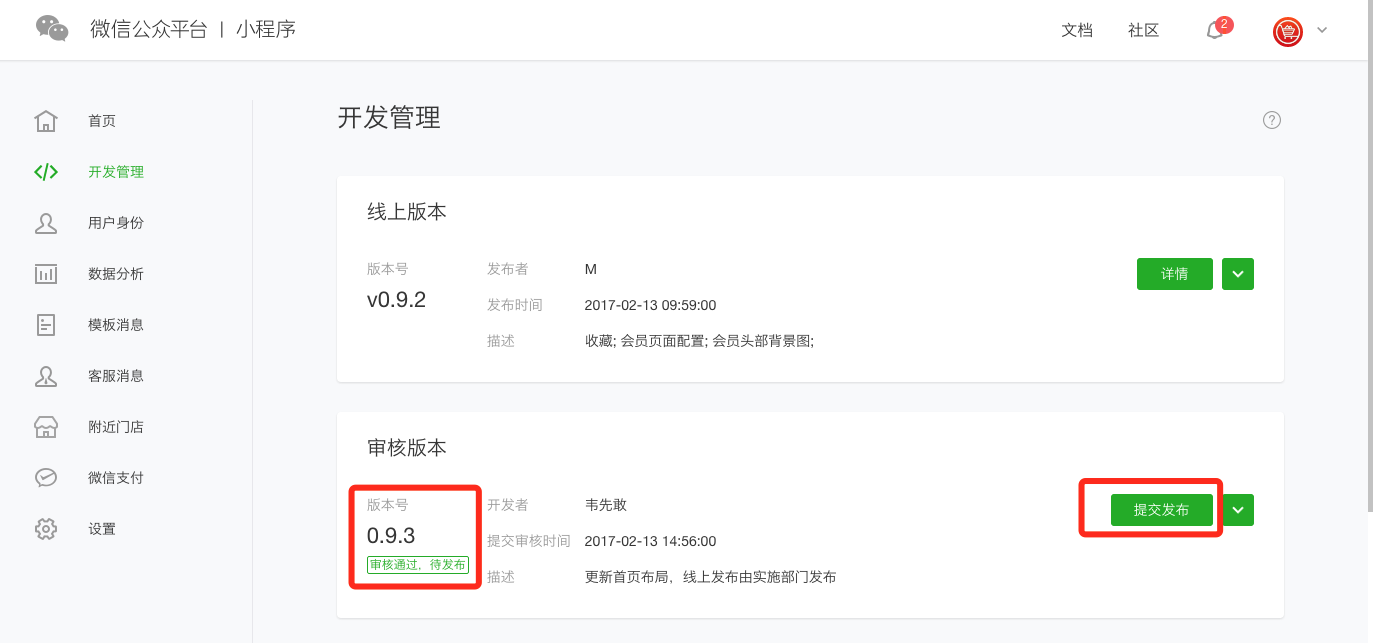 微信公众平台 | 小程序
文档
社区
2
首页
开发管理
用户身份
数据分析
模板消息
客服消息
附近门店
微信支付
设置
开发管理
?
线上版本
版本号
v0.9.2
发布者 M
发布时间 2017-02-13 09:59:00
描述 收藏; 会员页面配置; 会员头部背景图;
详情
审核版本
版本号
0.9.3
审核通过，待发布
开发者 韦先敢
提交审核时间 2017-02-13 14:56:00
描述 更新首页布局，线上发布由实施部门发布
提交发布